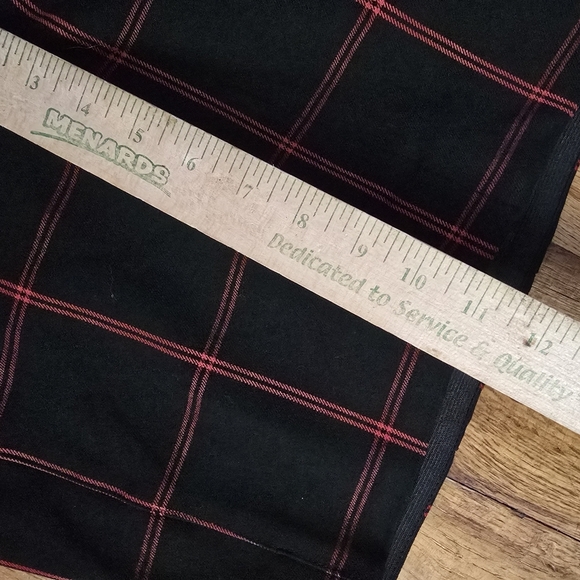 3 4 5 6 7 8 9 10 11 12
MENARDS
Dedicated to Service & Quality